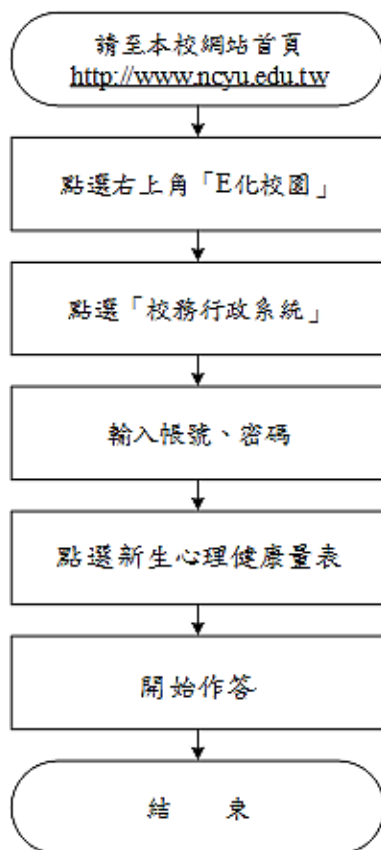 請至本校網站首頁
http://www.ncyu.edu.tw
點選右上角「E化校園」
點選「校務行政系統」
輸入帳號、密碼
點選新生心理健康量表
開始作答
結　　束